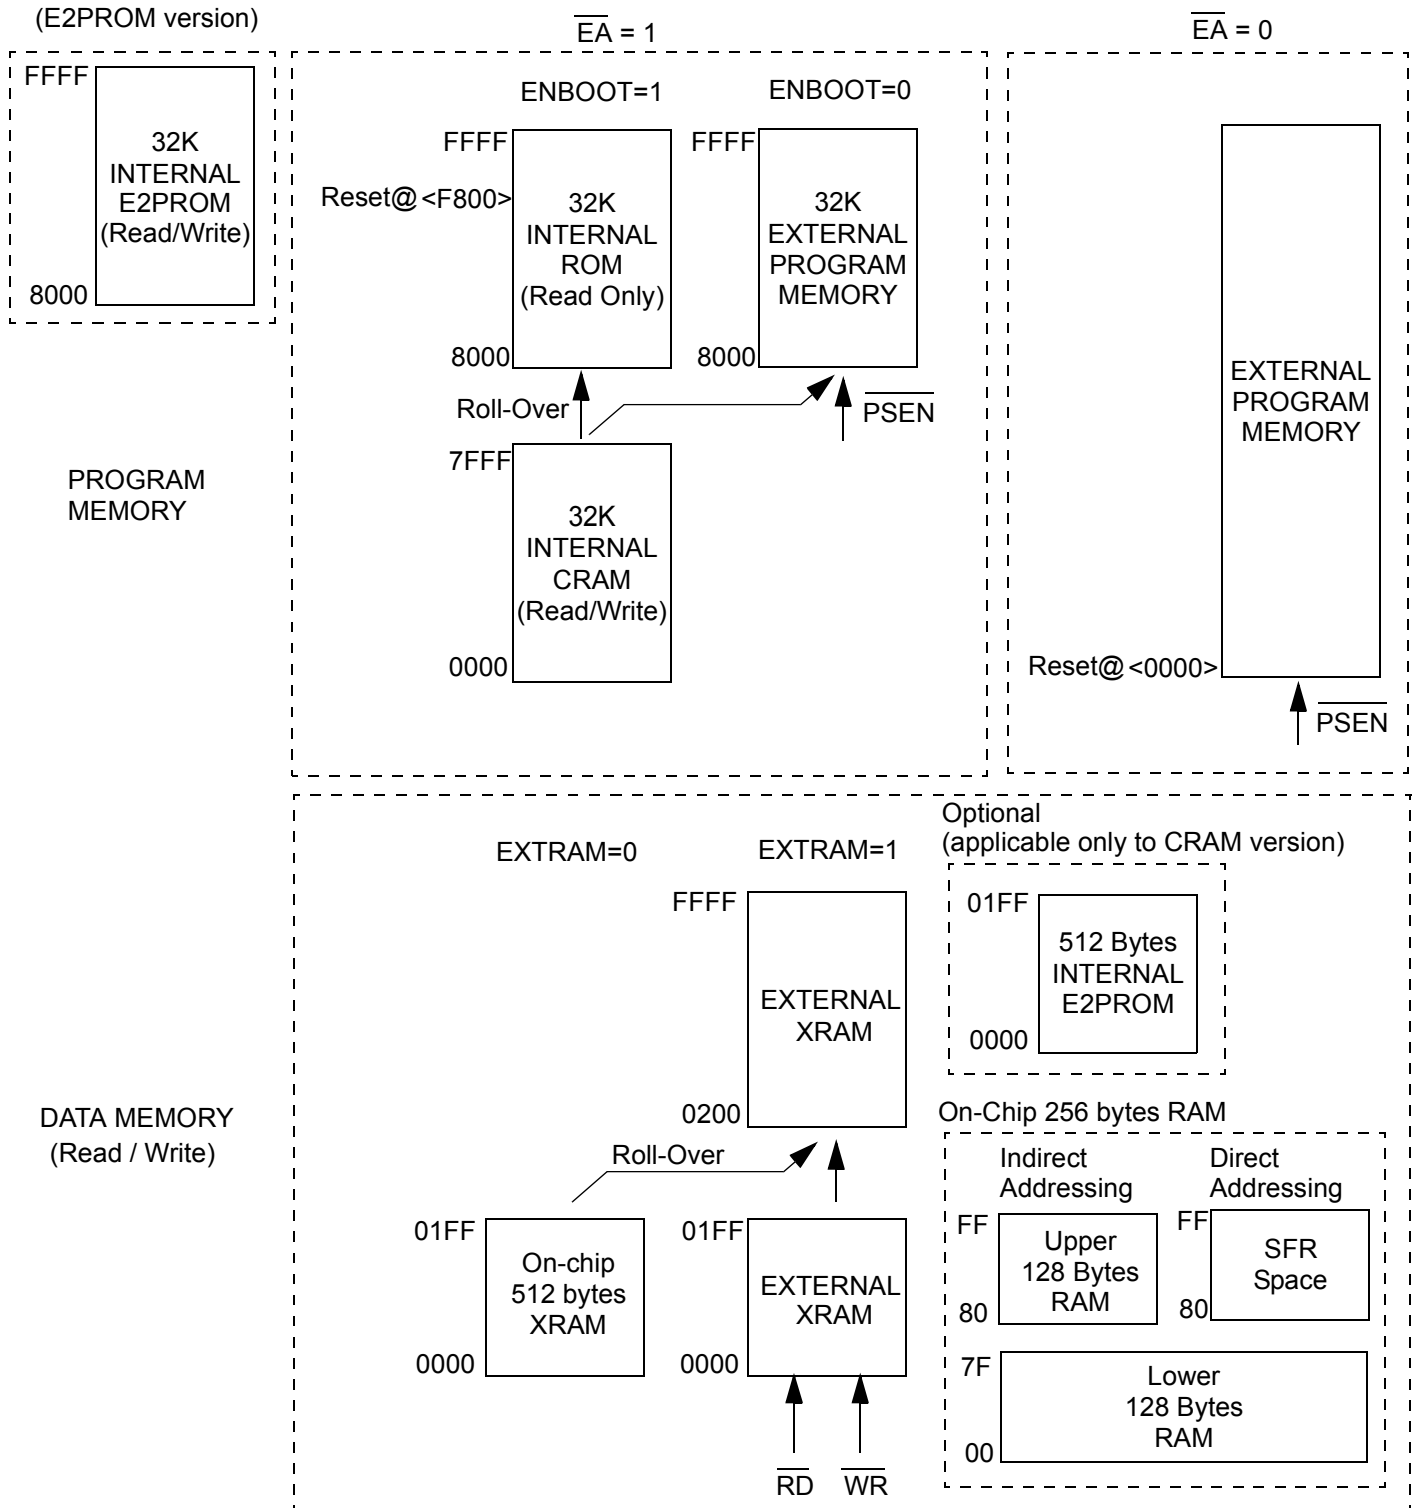 (E2PROM version)
EA = 1
EA = 0
FFFF
32K
INTERNAL
E2PROM
(Read/Write)
8000
ENBOOT=1
ENBOOT=0
FFFF
Reset@ <F800>
32K
INTERNAL
ROM
(Read Only)
8000
FFFF
32K
EXTERNAL
PROGRAM
MEMORY
8000
Roll-Over
PSEN
7FFF
32K
INTERNAL
CRAM
(Read/Write)
0000
EXTERNAL
PROGRAM
MEMORY
Reset@ <0000>
PSEN
PROGRAM
MEMORY
EXTRAM=0
EXTRAM=1
Optional
(applicable only to CRAM version)
FFFF
EXTERNAL
XRAM
0200
01FF
512 Bytes
INTERNAL
E2PROM
0000
DATA MEMORY
(Read / Write)
Roll-Over
01FF
On-chip
512 bytes
XRAM
0000
01FF
EXTERNAL
XRAM
0000
RD
WR
On-Chip 256 bytes RAM
Indirect
Addressing
Direct
Addressing
FF
Upper
128 Bytes
RAM
80
FF
SFR
Space
80
7F
Lower
128 Bytes
RAM
00